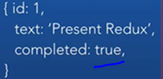 { id: 1,
text: ‘Present Redux’,
completed: true,
}